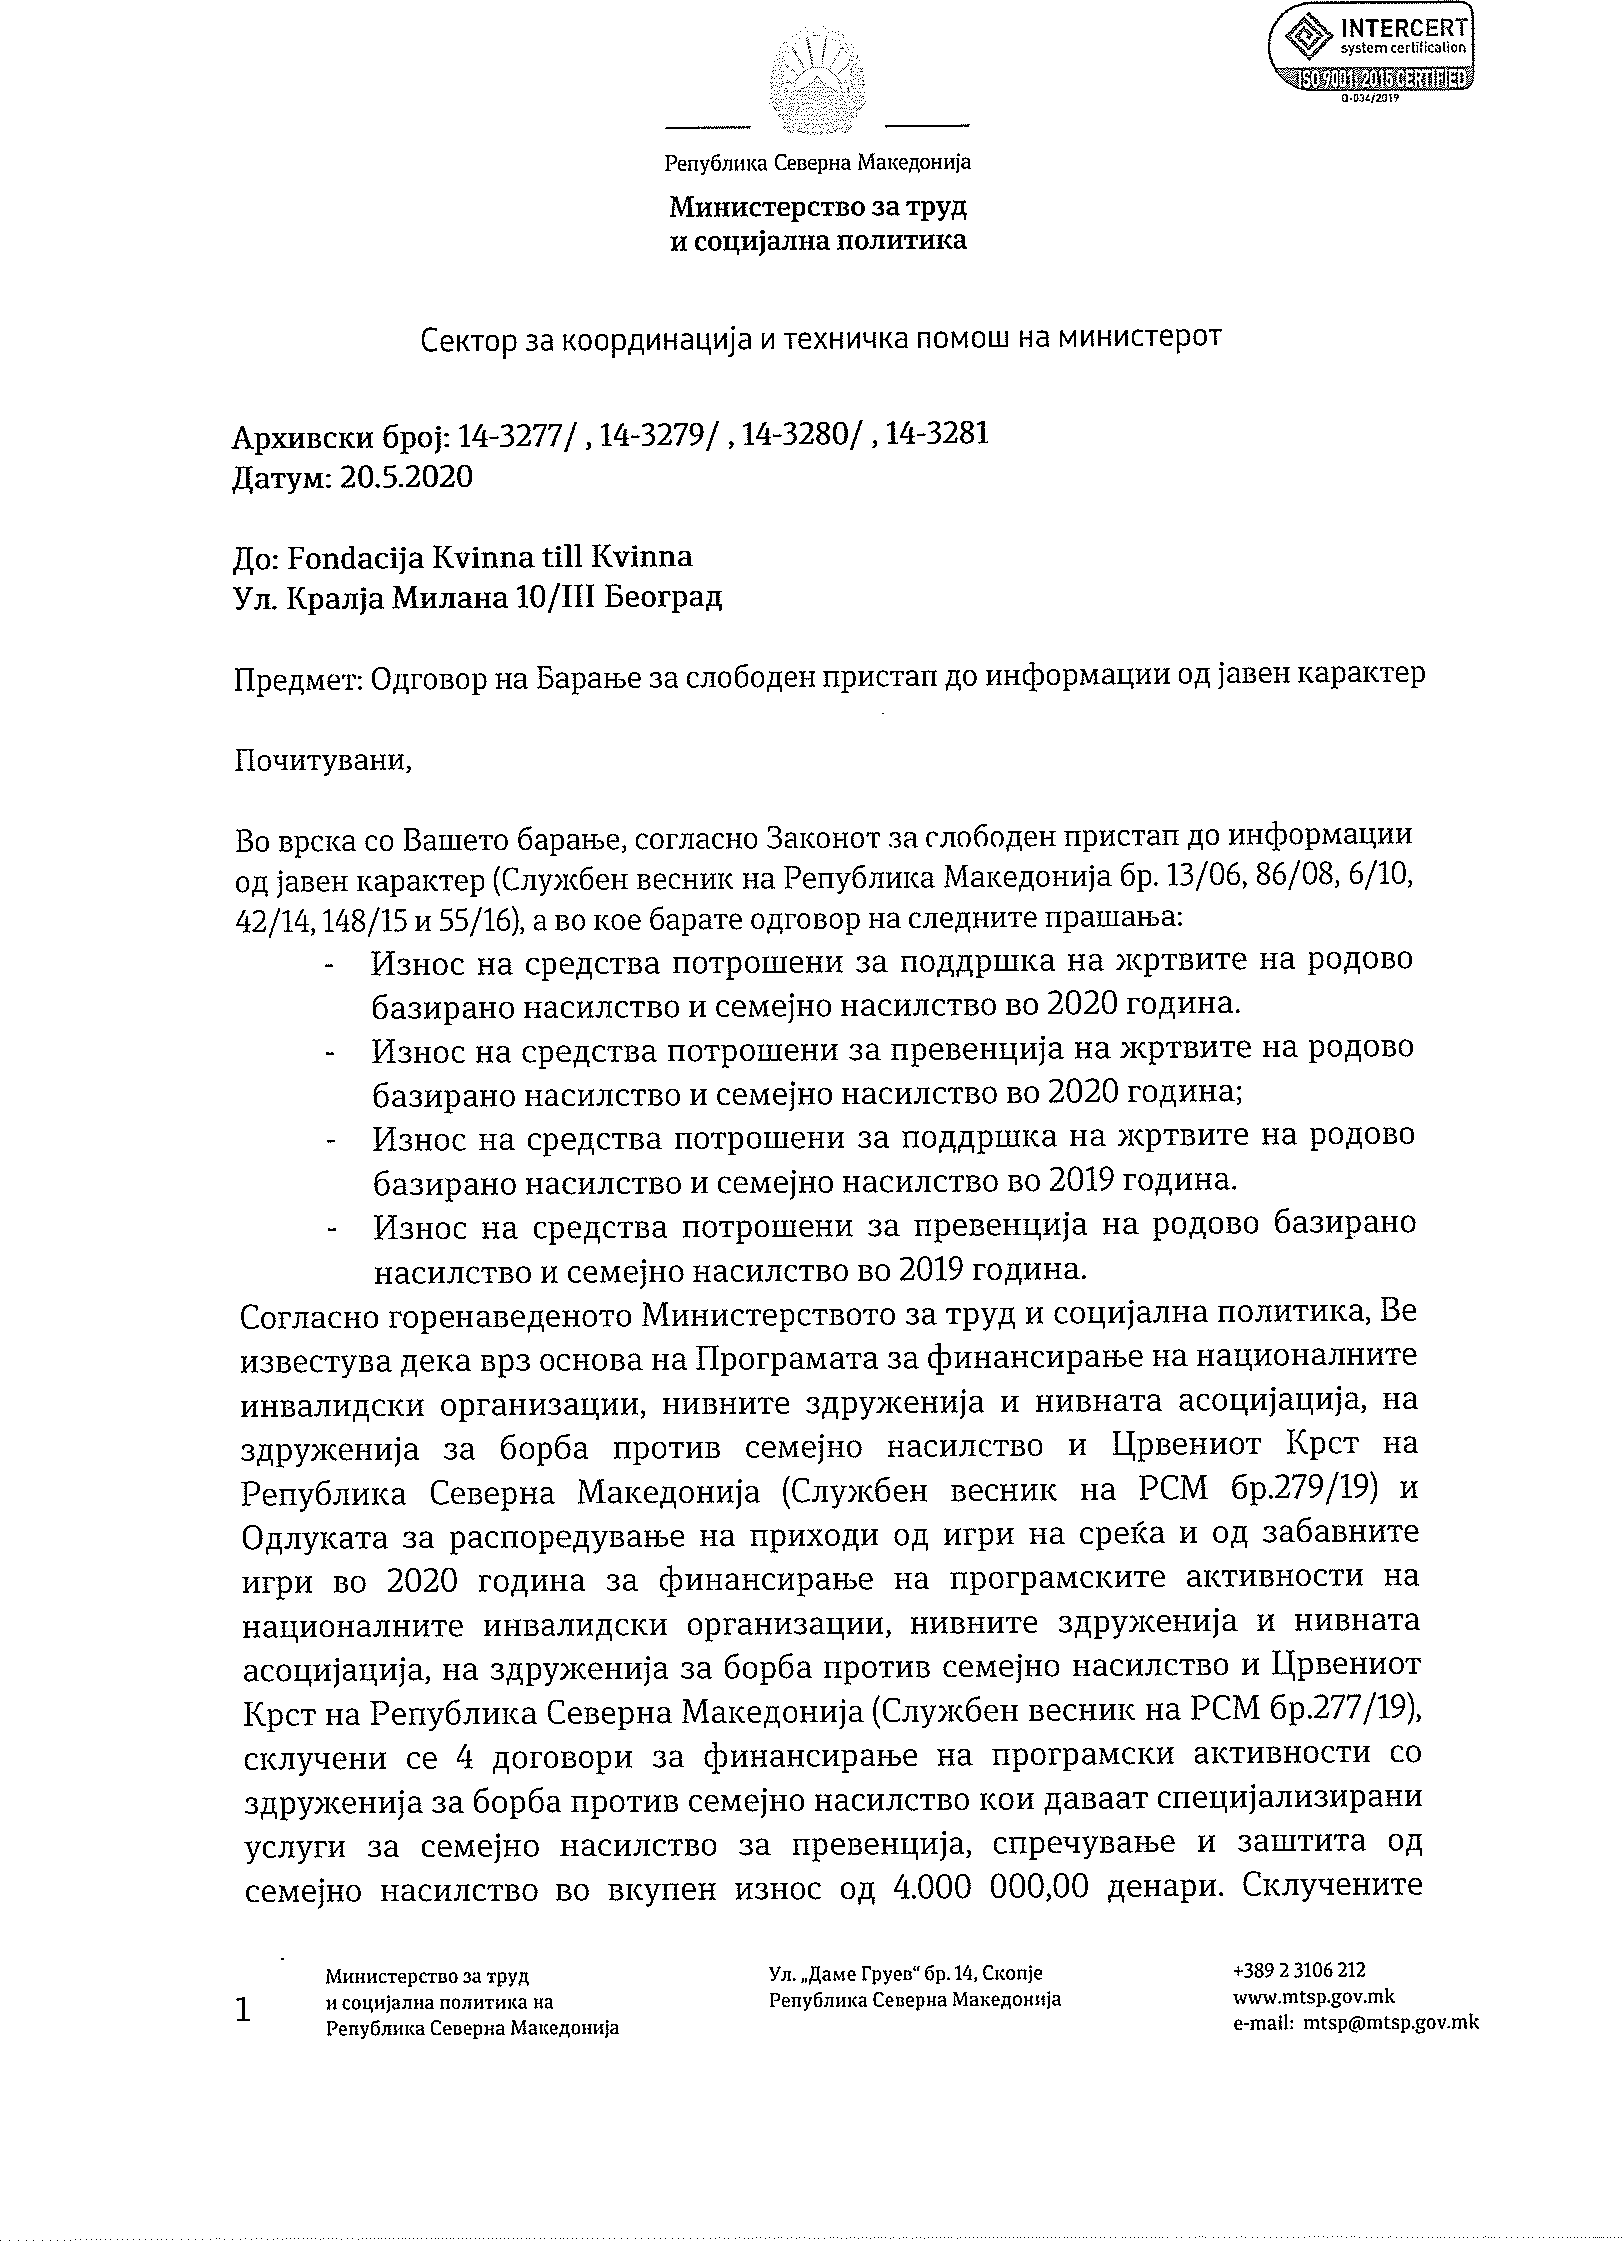 INTERCERT
system certification
ISO 9001:2015 CERTIFIED
Q-034/2019
Република Северна Македонија
Министерство за труд
и социјална политика
Сектор за координација и техничка помош на министерот
Архивски број: 14-3277/ , 14-3279/ , 14-3280/ , 14-3281
Датум: 20.5.2020
До: Fondacija Kvinna till Kvinna
Ул. Кралја Милана 10/III Београд
Предмет: Одговор на Барање за слободен пристап до информации од јавен карактер
Почитувани,
Во врска со Вашето барање, согласно Законот за слободен пристап до информации
од јавен карактер (Службен весник на Република Македонија бр. 13/06, 86/08, 6/10,
42/14, 148/15 и 55/16), а во кое барате одговор на следните прашања:
- Износ на средства потрошени за поддршка на жртвите на родово
базирано насилство и семејно насилство во 2020 година.
- Износ на средства потрошени за превенција на жртвите на родово
базирано насилство и семејно насилство во 2020 година;
- Износ на средства потрошени за поддршка на жртвите на родово
базирано насилство и семејно насилство во 2019 година.
- Износ на средства потрошени за превенција на родово базирано
насилство и семејно насилство во 2019 година.
Согласно горенаведеното Министерството за труд и социјална политика, Ве
известува дека врз основа на Програмата за финансирање на националните
инвалидски организации, нивните здруженија и нивната асоцијација, на
здруженија за борба против семејно насилство и Црвениот Крст на
Република Северна Македонија (Службен весник на РСМ бр.279/19) и
Одлуката за распоредување на приходи од игри на среќа и од забавните
игри во 2020 година за финансирање на програмските активности на
националните инвалидски организации, нивните здруженија и нивната
асоцијација, на здруженија за борба против семејно насилство и Црвениот
Крст на Република Северна Македонија (Службен весник на РСМ бр.277/19),
склучени се 4 договори за финансирање на програмски активности со
здруженија за борба против семејно насилство кои даваат специјализирани
услуги за семејно насилство за превенција, спречување и заштита од
семејно насилство во вкупен износ од 4.000 000,00 денари. Склучените
1
Министерство за труд
и социјална политика на
Република Северна Македонија
Ул. „Даме Груев“ бр. 14, Скопје
Република Северна Македонија
+389 2 3106 212
www.mtsp.gov.mk
e-mail: mtsp@mtsp.gov.mk